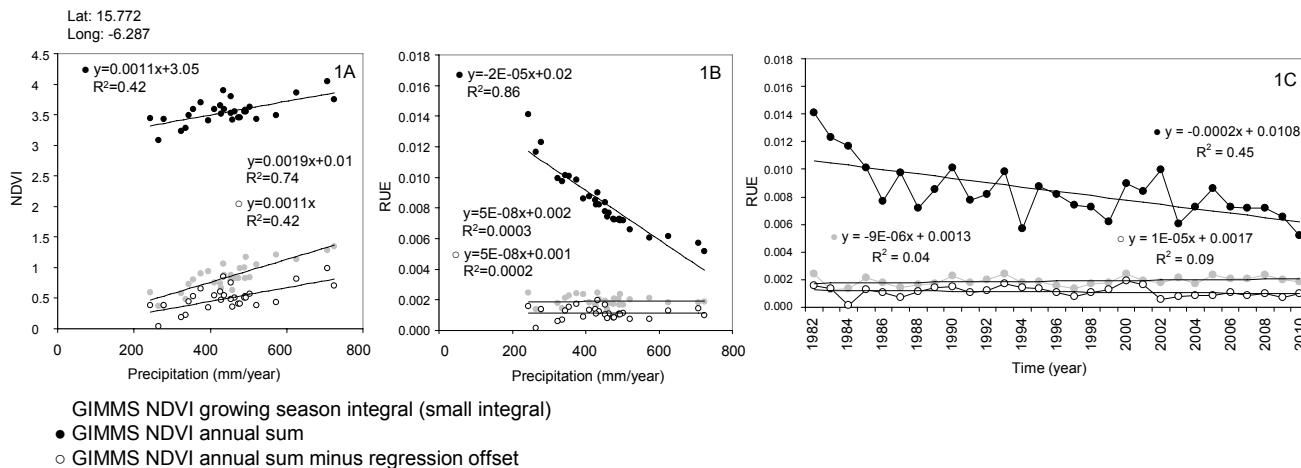 Lat: 15.772
Long: -6.287
1A
y=0.0011x+3.05
R²=0.42
y=0.0019x+0.01
R²=0.74
y=0.0011x
R²=0.42
NDVI
4.5
4
3.5
3
2.5
2
1.5
1
0.5
0
0 200 400 600 800
Precipitation (mm/year)
1B
y=-2E-05x+0.02
R²=0.86
y=5E-08x+0.002
R²=0.0003
y=5E-08x+0.001
R²=0.0002
RUE
0.018
0.016
0.014
0.012
0.010
0.008
0.006
0.004
0.002
0.000
0 200 400 600 800
Precipitation (mm/year)
1C
y = -0.0002x + 0.0108
R² = 0.45
y = -9E-06x + 0.0013
R² = 0.04
y = 1E-05x + 0.0017
R² = 0.09
RUE
0.018
0.016
0.014
0.012
0.010
0.008
0.006
0.004
0.002
0.000
1982 1984 1986 1988 1990 1992 1994 1996 1998 2000 2002 2004 2006 2008 2010
Time (year)
GIMMS NDVI growing season integral (small integral)
GIMMS NDVI annual sum
GIMMS NDVI annual sum minus regression offset